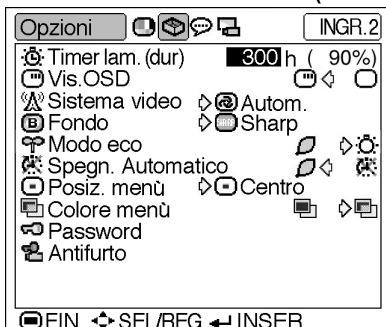 Opzioni INGR.2
Timer lam. (dur) 300 h ( 90%)
Vis.OSD
Sistema video Autom.
B Fondo Sharp
Modo eco
Spegn. Automatico
Posiz. menù Centro
Colore menù
Password
Antifurto
FIN SEL/REG INSER